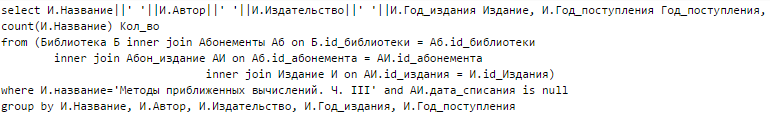 select И.Название||' '||И.Автор||' '||И.Издательство||' '||И.Год_издания Издание, И.Год_поступления Год_поступления,
count(И.Название) Кол_во
from (Библиотека Б inner join Абонементы Аб on Б.id_библиотеки = Аб.id_библиотеки
inner join Абон_издание АИ on Аб.id_абонемента = АИ.id_абонемента
inner join Издание И on АИ.id_издания = И.id_Издания)
where И.название='Методы приближенных вычислений. Ч. III' and АИ.дата_списания is null
group by И.Название, И.Автор, И.Издательство, И.Год_издания, И.Год_поступления